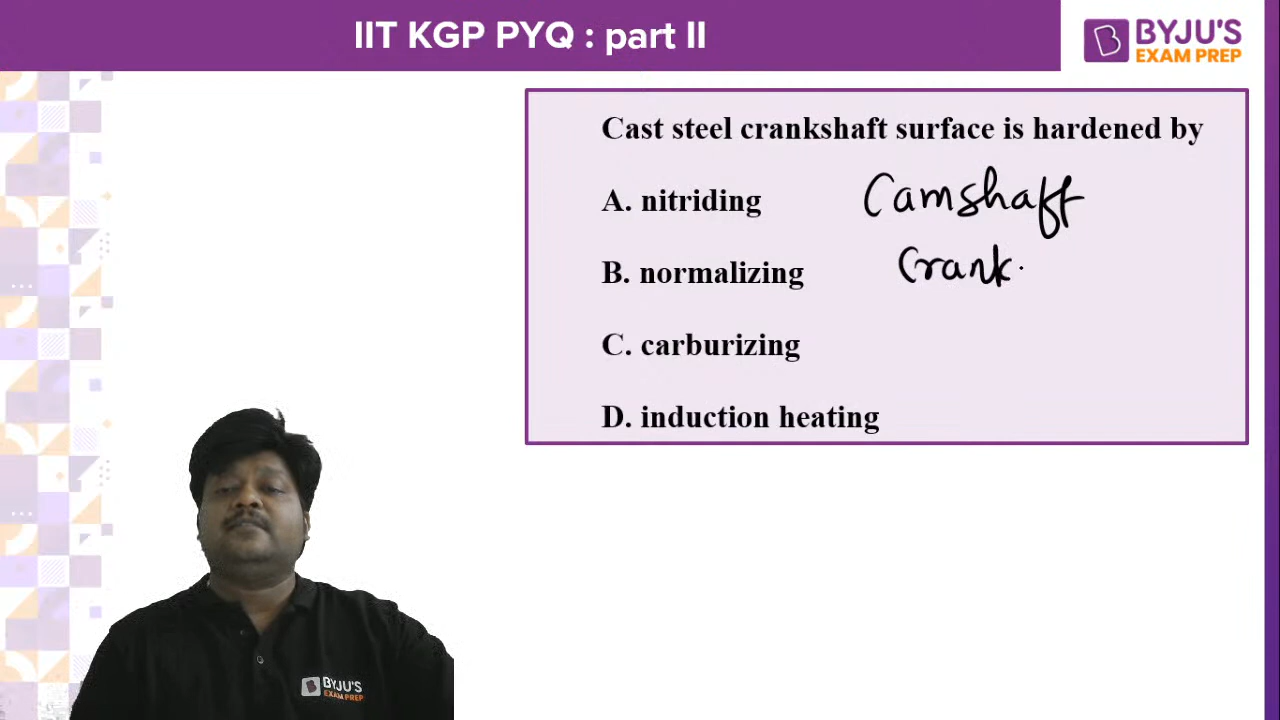 IIT KGP PYQ : part II
BYJU'S
EXAM PREP
Cast steel crankshaft surface is hardened by
A. nitriding
Camshaft
B. normalizing
Crank
C. carburizing
D. induction heating
BYJU'S
EXAM PREP